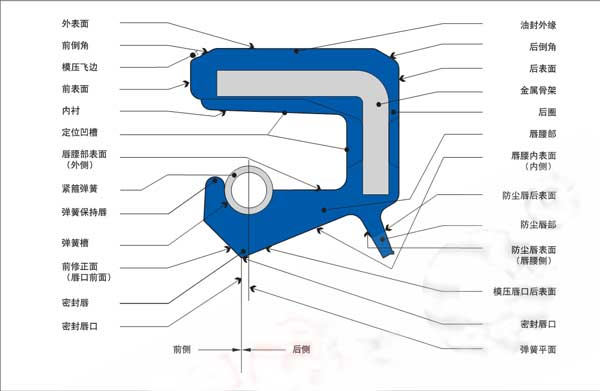 外表面
前倒角
模压飞边
前表面
内衬
定位凹槽
唇腰部表面
（外侧）
紧箍弹簧
弹簧保持唇
弹簧槽
前修正面
（唇口前面）
密封唇
密封唇口
前侧
后侧
油封外缘
后倒角
后表面
金属骨架
后圈
唇腰部
唇腰内表面
（内侧）
防尘唇后表面
防尘唇部
防尘唇表面
（唇腰侧）
模压唇口后表面
密封唇口
弹簧平面